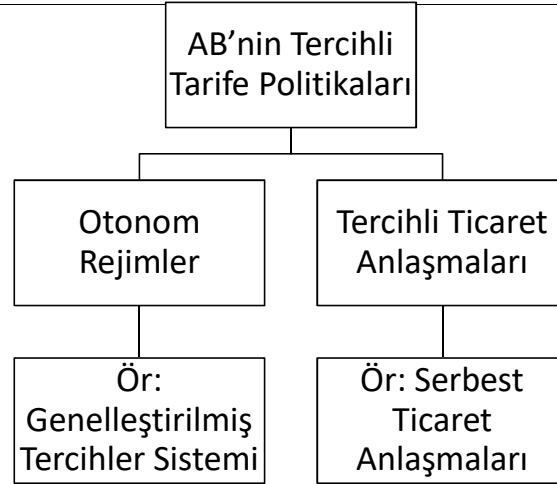 AB'nin Tercihli
Tarife Politikaları
Otonom
Rejimler
Tercihli Ticaret
Anlaşmaları
Ör:
Genelleştirilmiş
Tercihler Sistemi
Ör: Serbest
Ticaret
Anlaşmaları